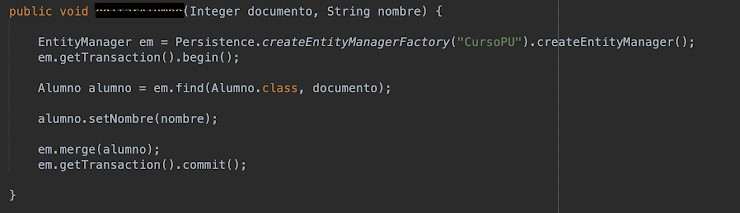 public void (Integer documento, String nombre) {
EntityManager em = Persistence.createEntityManagerFactory("CursoPU").createEntityManager();
em.getTransaction().begin();
Alumno alumno = em.find(Alumno.class, documento);
alumno.setNombre(nombre);
em.merge(alumno);
em.getTransaction().commit();
}